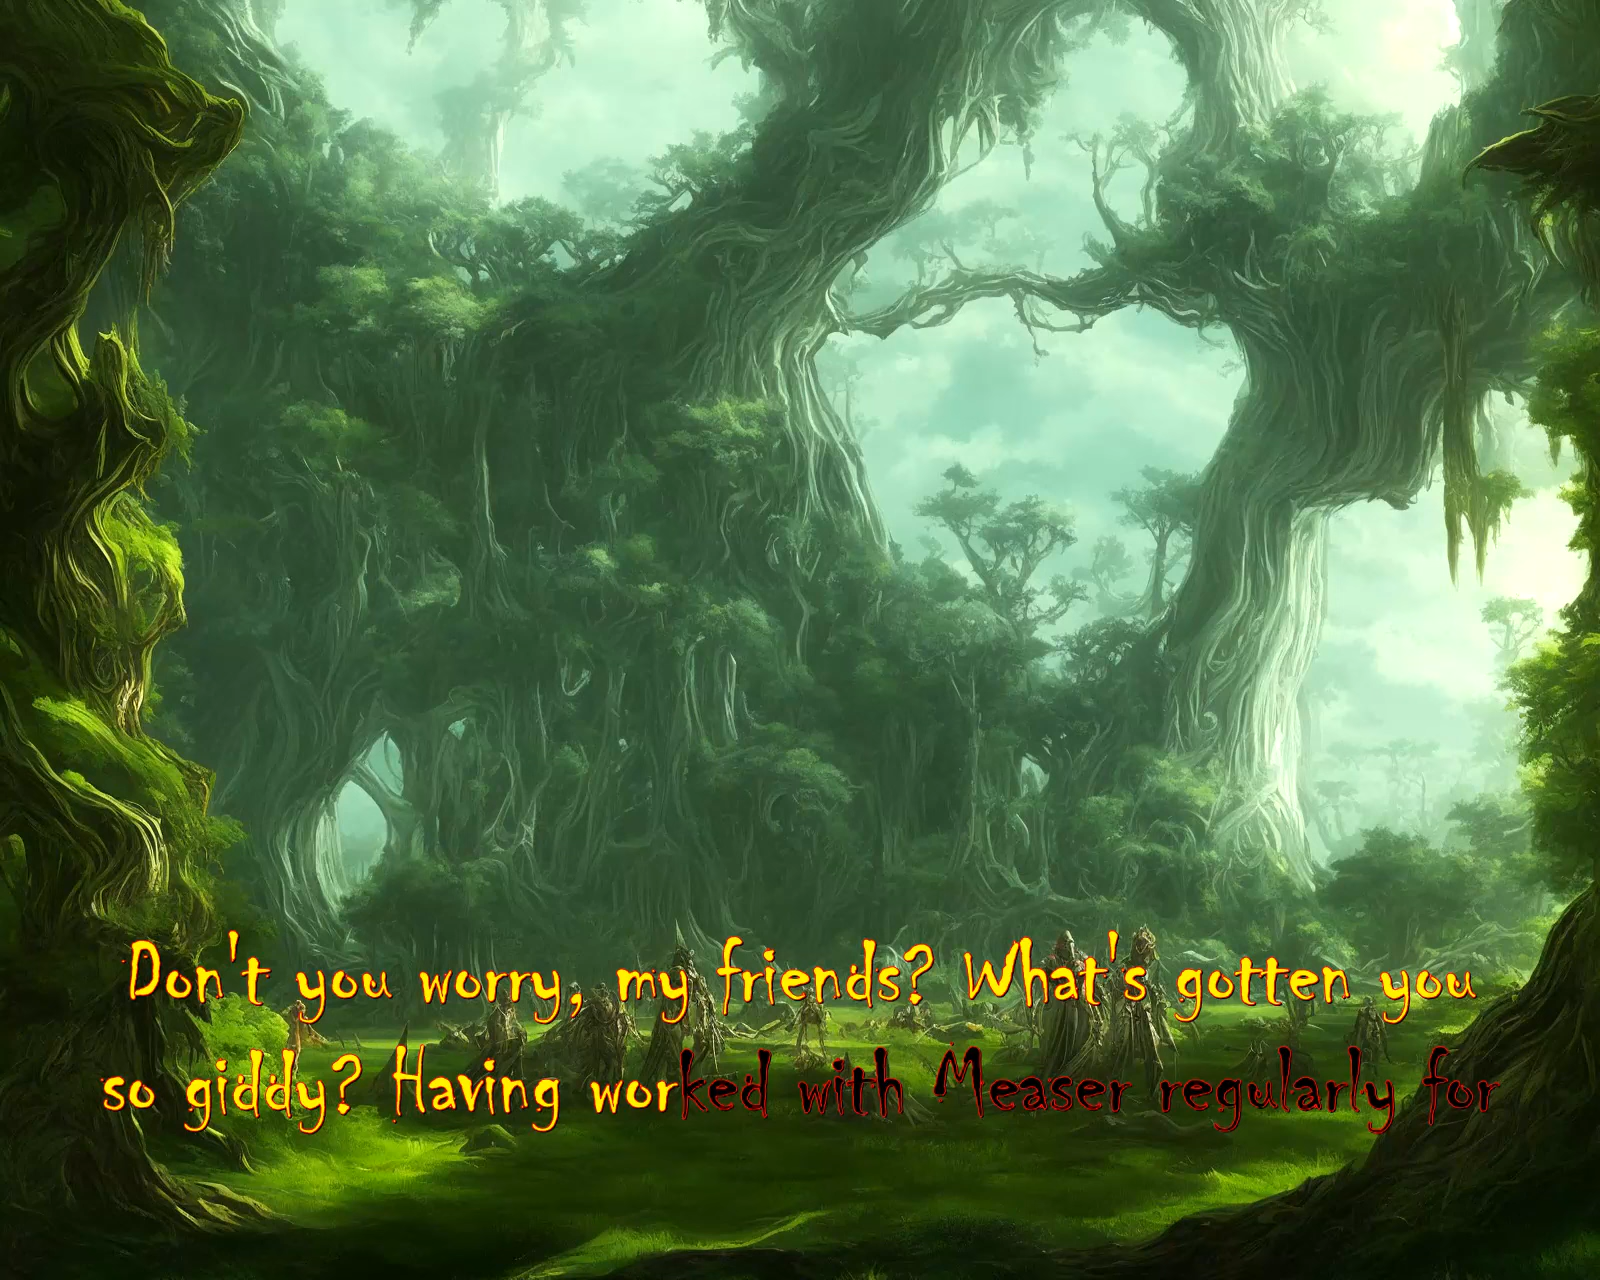 Don't you worry, my friends? What's gotten you
so giddy? Having worked with Measer regularly for